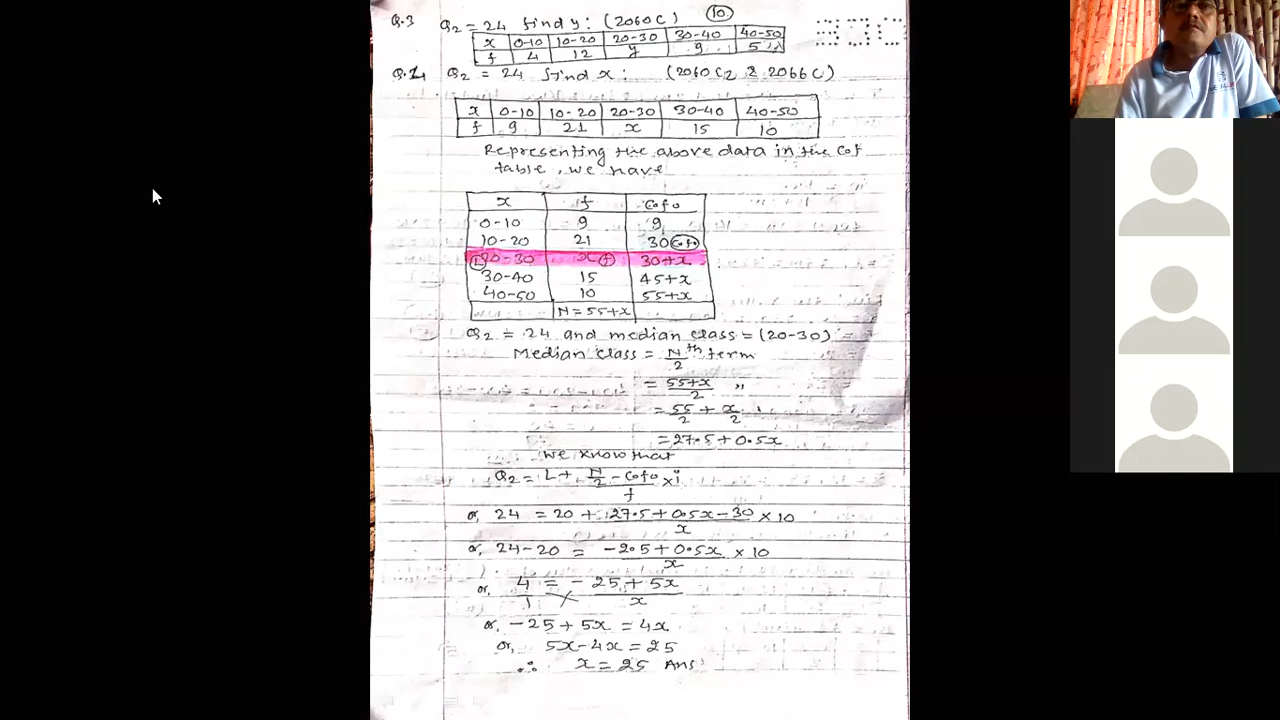 Q.3 Q2 = 24 find y: (2060C) 10
x 0-10 10-20 20-30 30-40 40-50
f 4 12 y 9 5
Q2 = 24 find x: (2060 C2 & 2066 C)
x 0-10 10-20 20-30 30-40 40-50
f 9 21 x 15 10
Representing the above data in the Cof
table, we have
x f Cofo
0-10 9 9
10-20 21 30 Cofo
L 20-30 x f 30+x
30-40 15 45+x
40-50 10 55+x
N = 55+x
Q2 = 24 and median class = (20-30)
Median class = N/2 th term
= 55+x/2 "
= 55/2 + x/2 "
= 27.5 + 0.5x
We know that
Q2 = L + N/2 - Cofo/f × i
or, 24 = 20 + 27.5 + 0.5x - 30/x × 10
or, 24-20 = -2.5 + 0.5x/x × 10
or, 4/1 = -25 + 5x/x
or, -25 + 5x = 4x
or, 5x-4x = 25
∴ x = 25 Ans